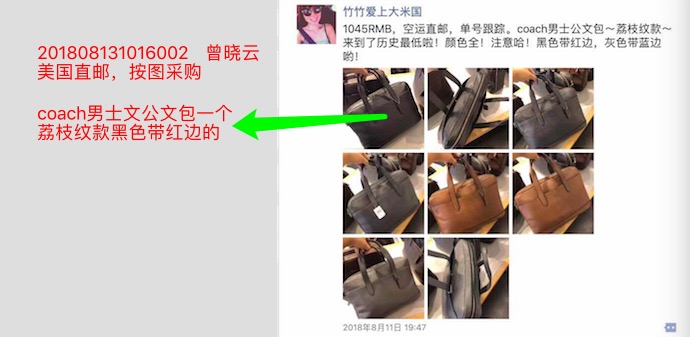 201808131016002 曾晓云
美国直邮，按图采购
coach男士文公文包一个
荔枝纹款黑色带红边的
竹竹爱上大米国
1045RMB，空运直邮，单号跟踪。coach男士公文包～荔枝纹款～
来到了历史最低啦！颜色全！注意哈！黑色带红边，灰色带蓝边
哟！
2018年8月11日 19:47